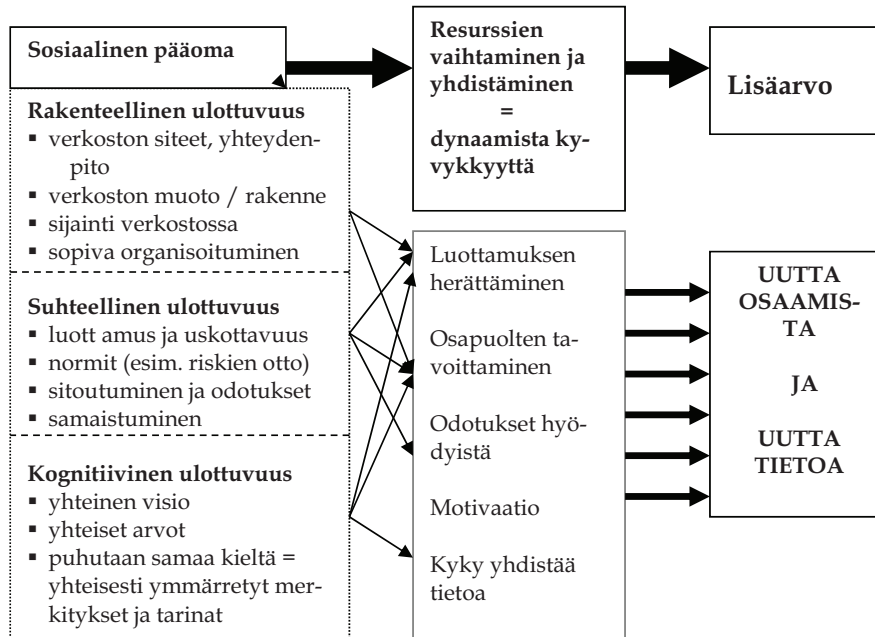 Sosiaalinen pääoma
Rakenteellinen ulottuvuus
▪ verkoston siteet, yhteyden-
pito
▪ verkoston muoto / rakenne
▪ sijainti verkostossa
▪ sopiva organisoituminen
Suhteellinen ulottuvuus
▪ luott amus ja uskottavuus
▪ normit (esim. riskien otto)
▪ sitoutuminen ja odotukset
▪ samaistuminen
Kognitiivinen ulottuvuus
▪ yhteinen visio
▪ yhteiset arvot
▪ puhutaan samaa kieltä =
yhteisesti ymmärretyt mer-
kitykset ja tarinat
Resurssien
vaihtaminen ja
yhdistäminen
=
dynaamista ky-
vykkyyttä
Luottamuksen
herättäminen
Osapuolten ta-
voittaminen
Odotukset hyö-
dyistä
Motivaatio
Kyky yhdistää
tietoa
Lisäarvo
UUTTA
OSAAMIS-
TA
JA
UUTTA
TIETOA